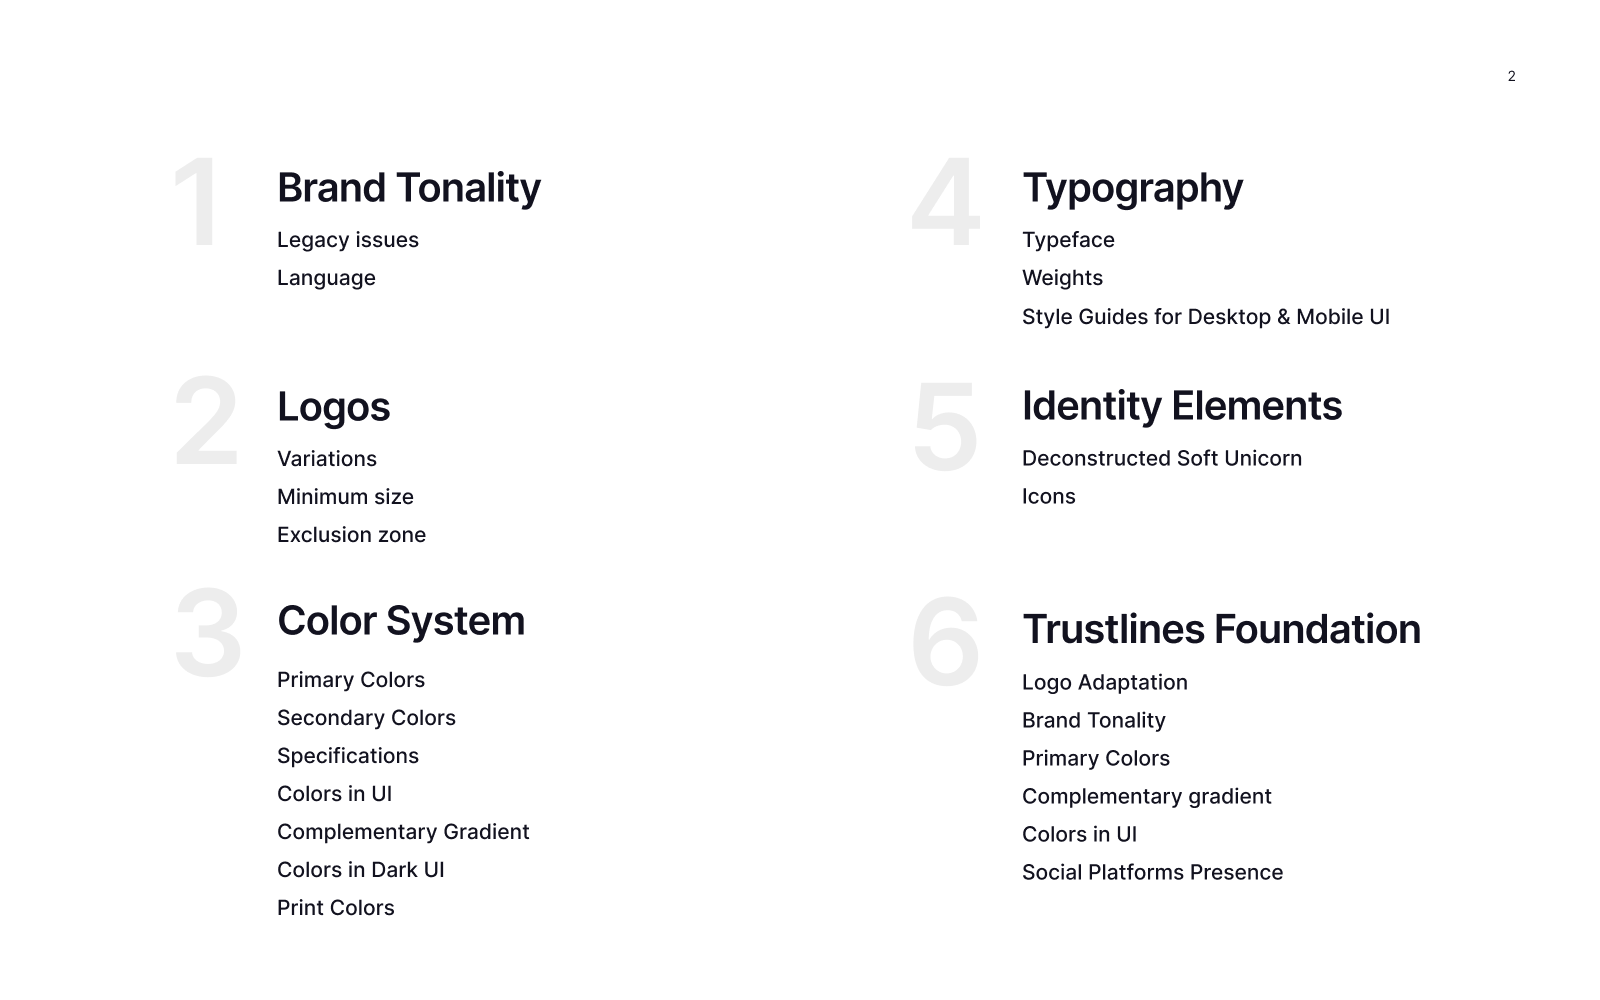 2
1
Brand Tonality
Legacy issues
Language
2
Logos
Variations
Minimum size
Exclusion zone
3
Color System
Primary Colors
Secondary Colors
Specifications
Colors in UI
Complementary Gradient
Colors in Dark UI
Print Colors
4
Typography
Typeface
Weights
Style Guides for Desktop & Mobile UI
5
Identity Elements
Deconstructed Soft Unicorn
Icons
6
Trustlines Foundation
Logo Adaptation
Brand Tonality
Primary Colors
Complementary gradient
Colors in UI
Social Platforms Presence